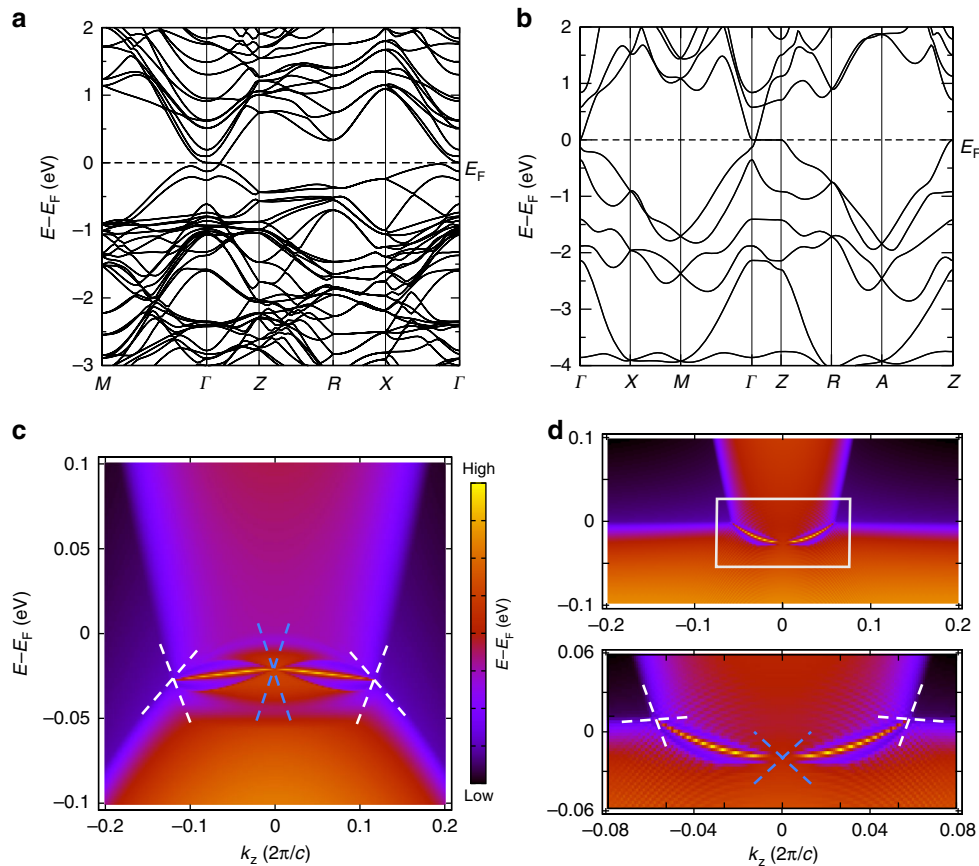 a
b
2
1
0
−1
−2
−3
E−E_F (eV)
M Γ Z R X Γ
E_F
2
1
0
−1
−2
−3
−4
E−E_F (eV)
Γ X M Γ Z R A Z
E_F
c
d
0.1
0.05
0
−0.05
−0.1
E−E_F (eV)
−0.2 −0.1 0 0.1 0.2
k_z (2π/c)
High
Low
E−E_F (eV)
0.1
0
−0.1
−0.2 −0.1 0 0.1 0.2
0.06
0
−0.06
−0.08 −0.04 0 0.04 0.08
k_z (2π/c)